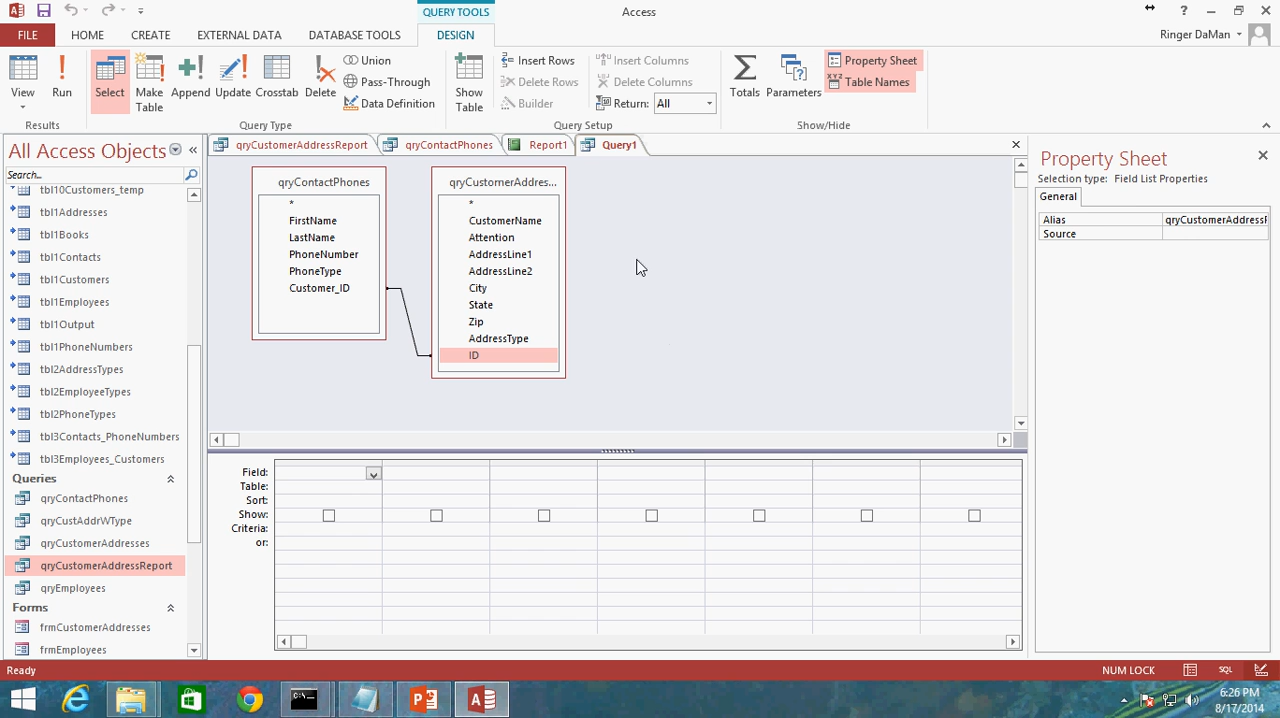 QUERY TOOLS
Access
FILE
HOME
CREATE
EXTERNAL DATA
DATABASE TOOLS
DESIGN
Ringer DaMan
View
Run
Select
Make
Table
Append
Update
Crosstab
Delete
Union
Pass-Through
Data Definition
Show
Table
Insert Rows
Delete Rows
Builder
Insert Columns
Delete Columns
Return: All
Totals
Parameters
Property Sheet
Table Names
Results
Query Type
Query Setup
Show/Hide
All Access Objects
Search...
tbl10Customers_temp
tbl1Addresses
tbl1Books
tbl1Contacts
tbl1Customers
tbl1Employees
tbl1Output
tbl1PhoneNumbers
tbl2AddressTypes
tbl2EmployeeTypes
tbl2PhoneTypes
tbl3Contacts_PhoneNumbers
tbl3Employees_Customers
Queries
qryContactPhones
qryCustAddrWType
qryCustomerAddresses
qryCustomerAddressReport
qryEmployees
Forms
frmCustomerAddresses
frmEmployees
qryCustomerAddressReport
qryContactPhones
Report1
Query1
qryContactPhones
*
FirstName
LastName
PhoneNumber
PhoneType
Customer_ID
qryCustomerAddres...
*
CustomerName
Attention
AddressLine1
AddressLine2
City
State
Zip
AddressType
ID
Field:
Table:
Sort:
Show:
Criteria:
or:
Property Sheet
Selection type: Field List Properties
General
Alias
qryCustomerAddressR
Source
Ready
NUM LOCK
SQL
6:26 PM
8/17/2014